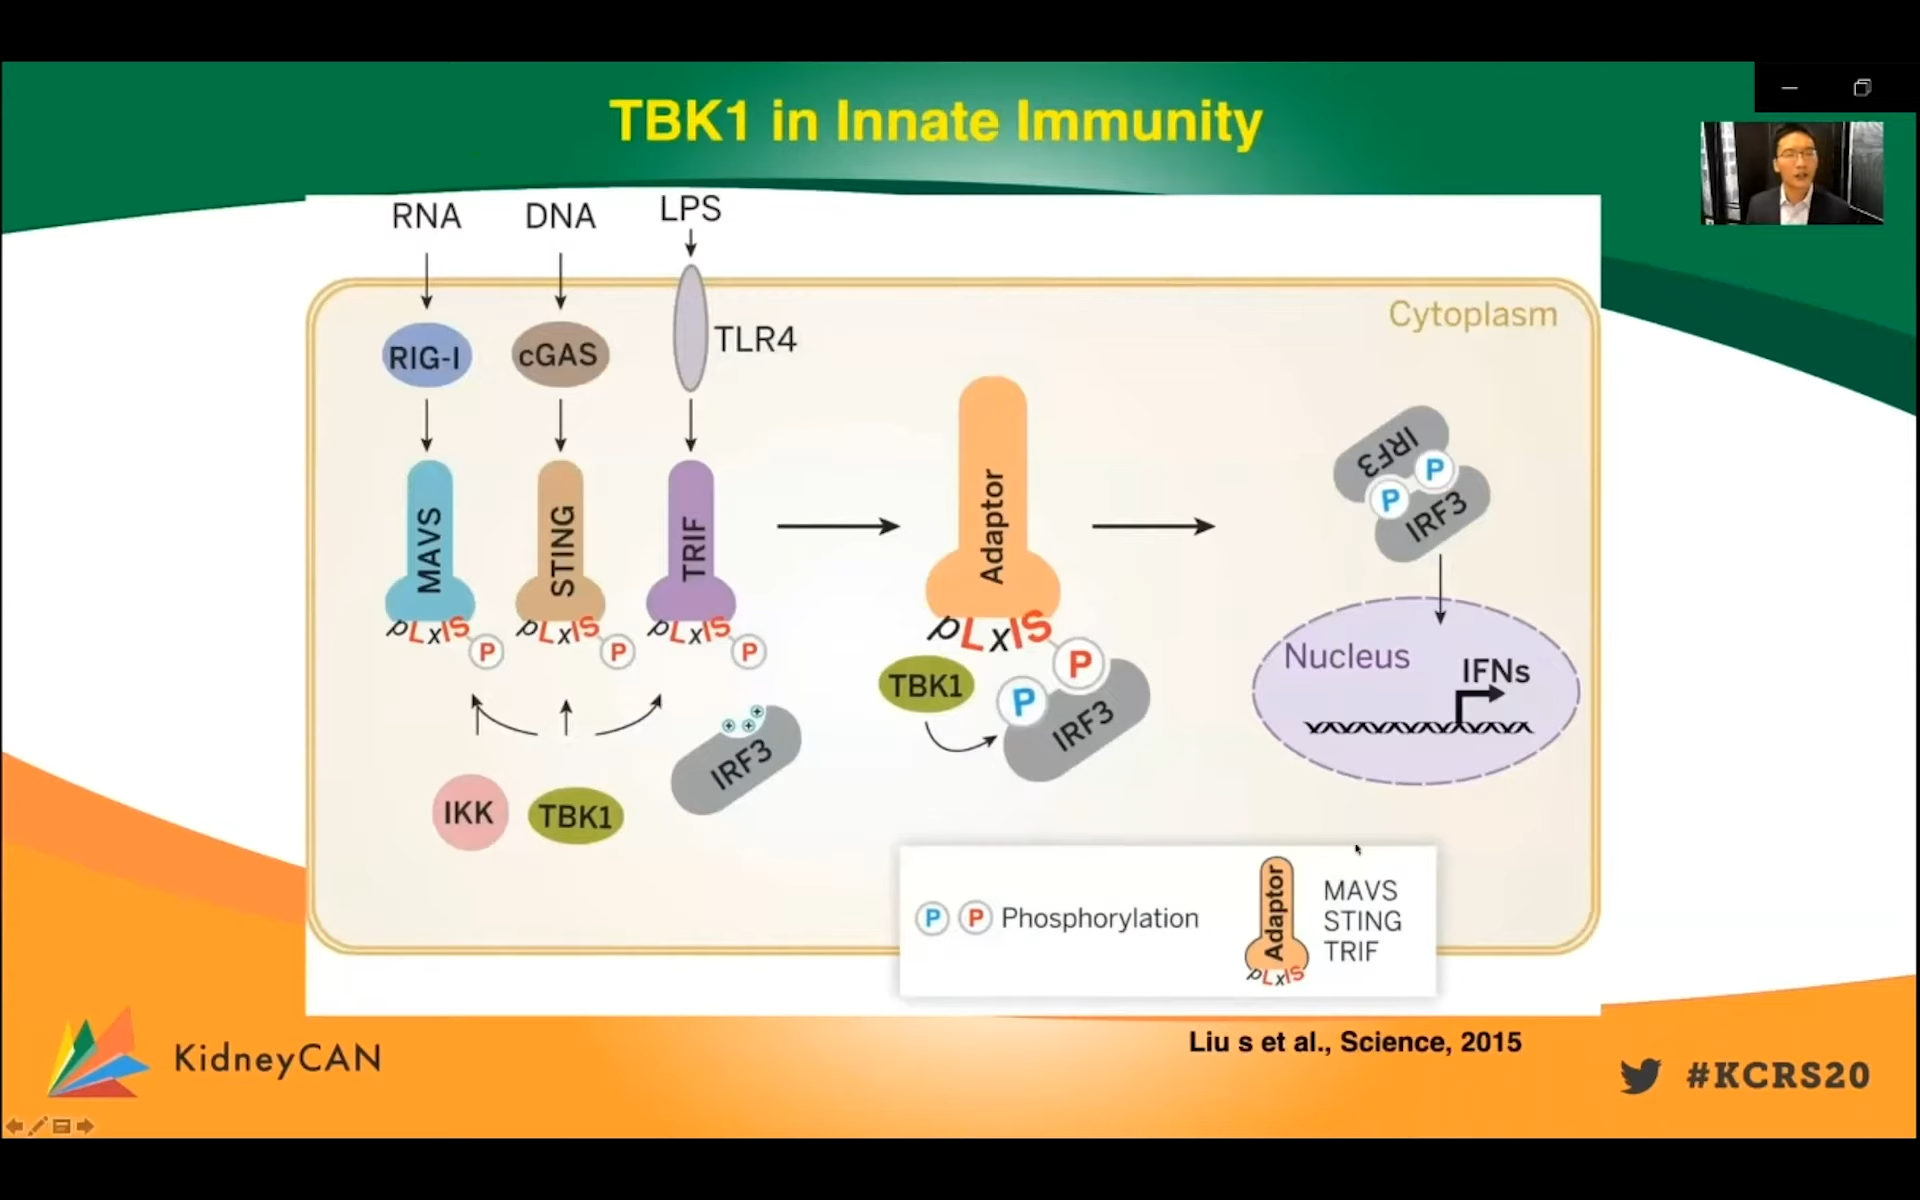 TBK1 in Innate Immunity
RNA
DNA
LPS
Cytoplasm
RIG-I
cGAS
TLR4
MAVS
STING
TRIF
pLxIS
P
pLxIS
P
pLxIS
P
IKK
TBK1
IRF3
Adaptor
pLxIS
P
TBK1
P
IRF3
IRF3
P
P
IRF3
Nucleus
IFNs
P P Phosphorylation
Adaptor
pLxIS
MAVS
STING
TRIF
Liu s et al., Science, 2015
KidneyCAN
#KCRS20